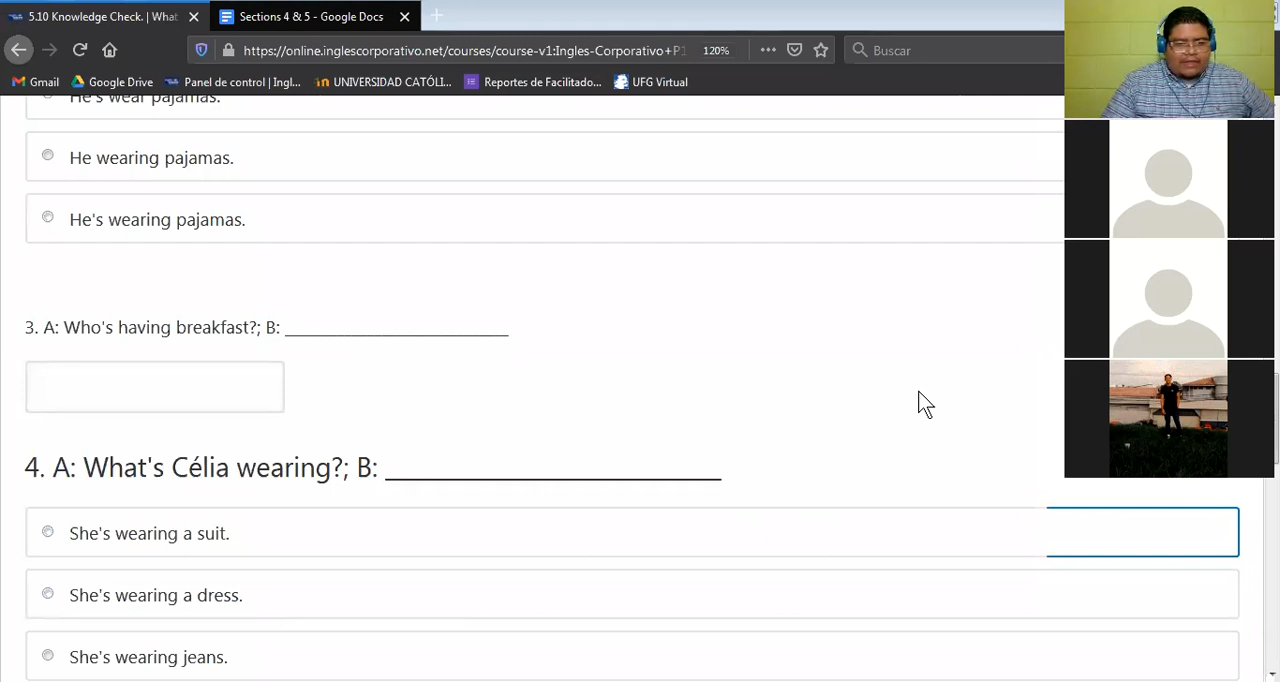 5.10 Knowledge Check. | What
Sections 4 & 5 - Google Docs
https://online.inglescorporativo.net/courses/course-v1:Ingles-Corporativo+P1
120%
Buscar
Gmail
Google Drive
Panel de control | Ingl...
UNIVERSIDAD CATÓLI...
Reportes de Facilitado...
UFG Virtual
He's wear pajamas.
He wearing pajamas.
He's wearing pajamas.
3. A: Who's having breakfast?; B: ________________________
4. A: What's Célia wearing?; B: ________________________
She's wearing a suit.
She's wearing a dress.
She's wearing jeans.